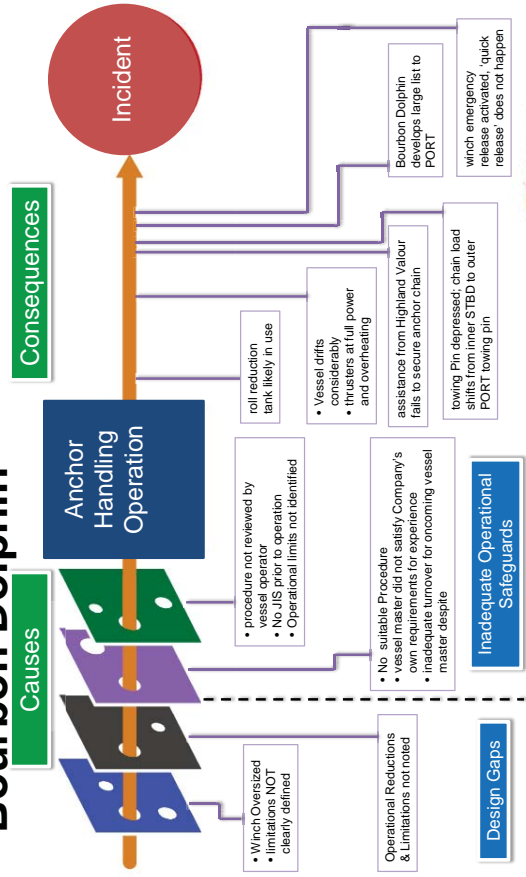 Bourbon Dolphin
Causes
Consequences
Anchor
Handling
Operation
Incident
• Winch Oversized
• limitations NOT
clearly defined
Operational Reductions
& Limitations not noted
• procedure not reviewed by
vessel operator
• No JIS prior to operation
• Operational limits not identified
• No suitable Procedure
• vessel master did not satisfy Company's
own requirements for experience
• inadequate turnover for oncoming vessel
master despite
roll reduction
tank likely in use
• Vessel drifts
considerably
• thrusters at full power
and overheating
assistance from Highland Valour
fails to secure anchor chain
towing Pin depressed; chain load
shifts from inner STBD to outer
PORT towing pin
Bourbon Dolphin
develops large list to
PORT
winch emergency
release activated, ‘quick
release’ does not happen
Design Gaps
Inadequate Operational
Safeguards